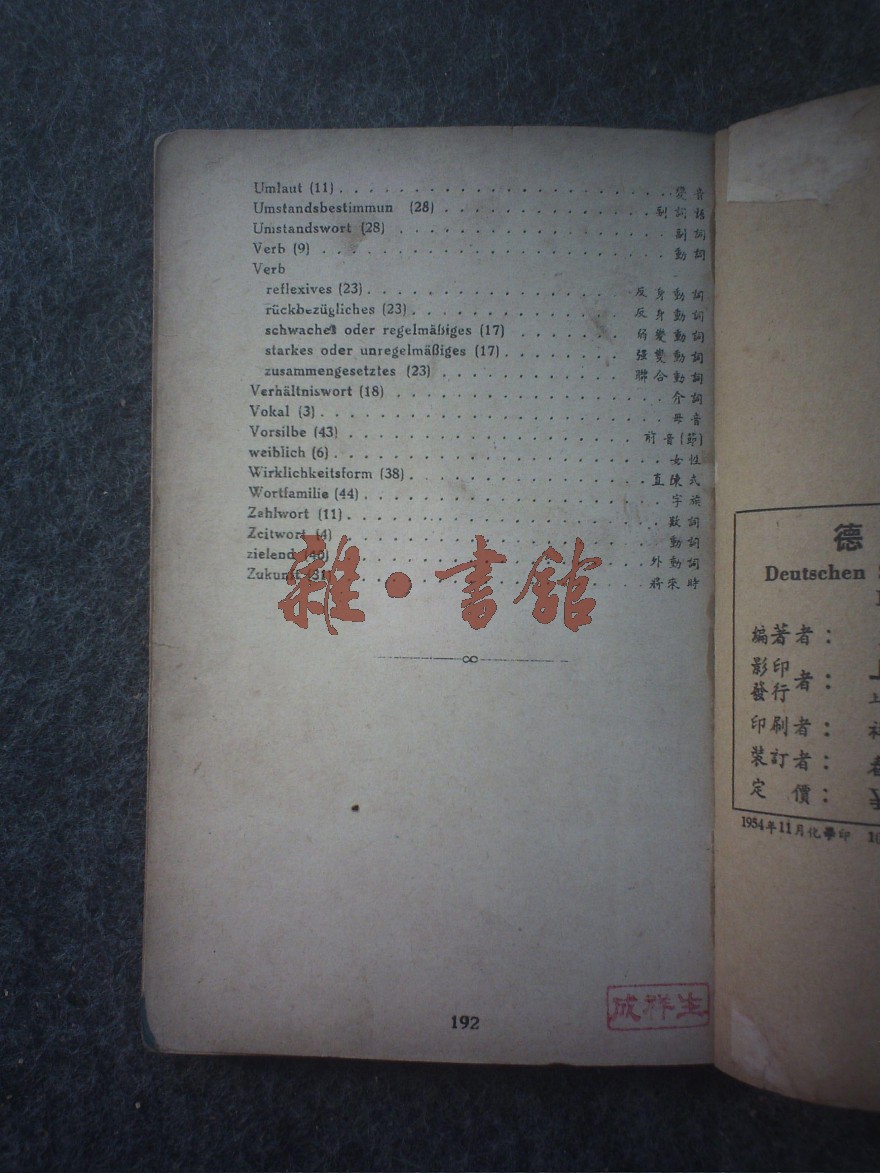 Umlaut (11) . . . . . . . . . . . . . . . . . . . . 變音
Umstandsbestimmun (28) . . . . . . . . . . . . . . 副詞語
Umstandswort (28) . . . . . . . . . . . . . . . . . 副詞
Verb (9) . . . . . . . . . . . . . . . . . . . . . 動詞
Verb
reflexives (23) . . . . . . . . . . . . . . . 反身動詞
rückbezügliches (23) . . . . . . . . . . . . . 反身動詞
schwaches oder regelmäßiges (17) . . . . . . 弱變動詞
starkes oder unregelmäßiges (17) . . . . . . . 强變動詞
zusammengesetztes (23) . . . . . . . . . . . . 聯合動詞
Verhältniswort (18) . . . . . . . . . . . . . . . . 介詞
Vokal (3) . . . . . . . . . . . . . . . . . . . . . 母音
Vorsilbe (43) . . . . . . . . . . . . . . . . . 前音(節)
weiblich (6) . . . . . . . . . . . . . . . . . . . 女性
Wirklichkeitsform (38) . . . . . . . . . . . . . 直陳式
Wortfamilie (44) . . . . . . . . . . . . . . . . . 字族
Zahlwort (11) . . . . . . . . . . . . . . . . . . . 數詞
Zeitwort (4) . . . . . . . . . . . . . . . . . . . 動詞
zielend (40) . . . . . . . . . . . . . . . . . . 外動詞
Zukunft (31) . . . . . . . . . . . . . . . . . . 將來時
雜·書館
192
成祥生
德
Deutschen
編著者：
影印發行者：
上
印刷者：
裝訂者：
定價：
1954年11月化學印